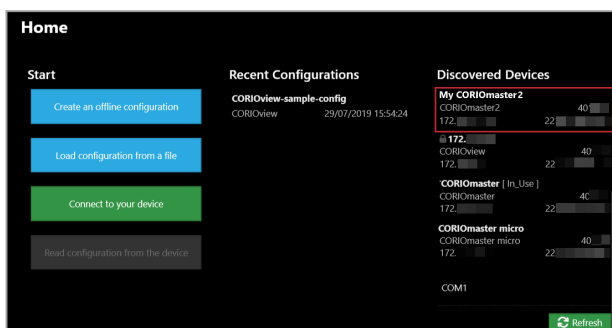 Home
Start
Create an offline configuration
Load configuration from a file
Connect to your device
Read configuration from the device
Recent Configurations
CORIOview-sample-config
CORIOview 29/07/2019 15:54:24
Discovered Devices
My CORIOmaster2
CORIOmaster2 40
172. 22
172.
CORIOview 40
172. 22
CORIOmaster [ In_Use ]
CORIOmaster 40
172. 22
CORIOmaster micro
CORIOmaster micro 40
172. 22
COM1
Refresh